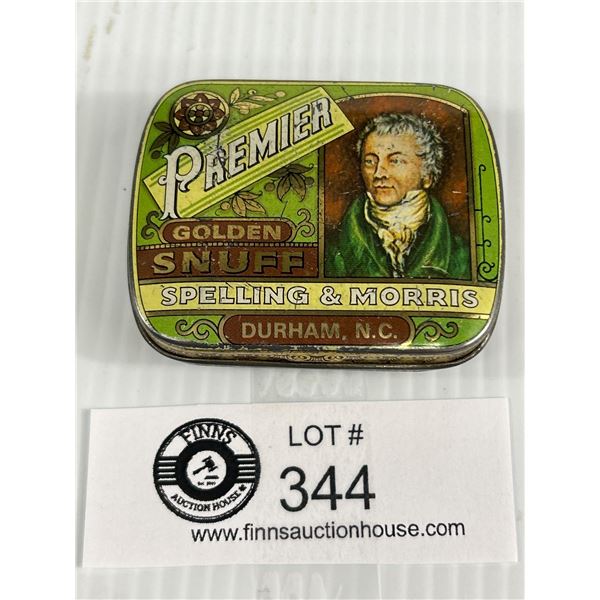 PREMIER
GOLDEN
SNUFF
SPELLING & MORRIS
DURHAM, N.C.
FINNS
AUCTION HOUSE
LOT #
344
www.finnsauctionhouse.com